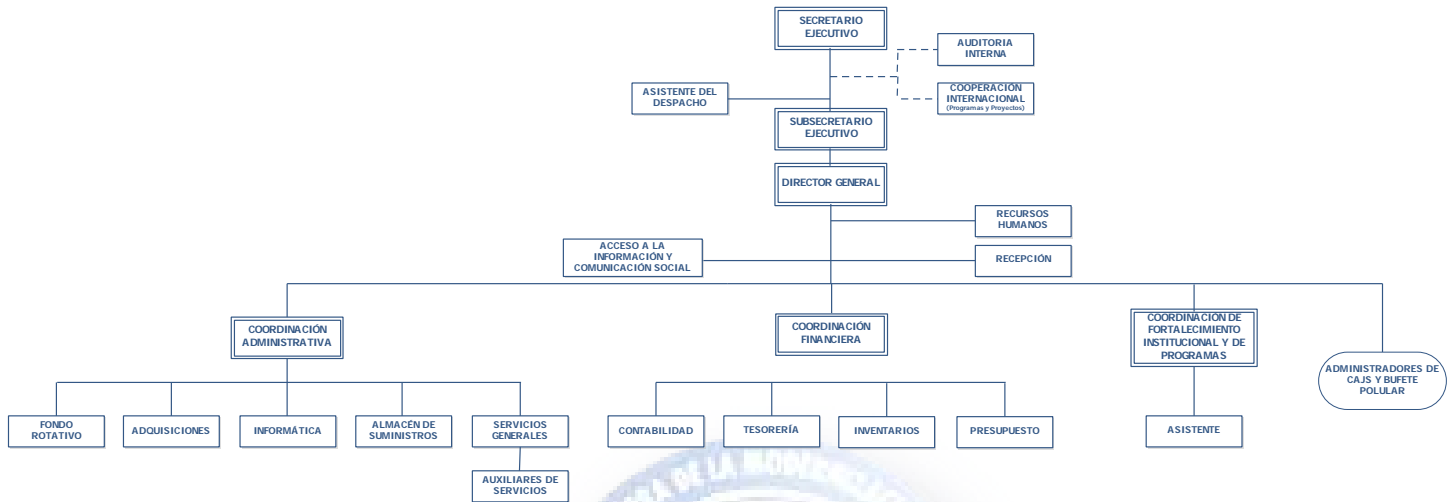 SECRETARIO
EJECUTIVO
AUDITORIA
INTERNA
ASISTENTE DEL
DESPACHO
COOPERACIÓN
INTERNACIONAL
(Programas y Proyectos)
SUBSECRETARIO
EJECUTIVO
DIRECTOR GENERAL
RECURSOS
HUMANOS
ACCESO A LA
INFORMACIÓN Y
COMUNICACIÓN SOCIAL
RECEPCIÓN
COORDINACIÓN
ADMINISTRATIVA
COORDINACIÓN
FINANCIERA
COORDINACIÓN DE
FORTALECIMIENTO
INSTITUCIONAL Y DE
PROGRAMAS
ADMINISTRADORES DE
CAJS Y BUFETE
POLULAR
FONDO
ROTATIVO
ADQUISICIONES
INFORMÁTICA
ALMACÉN DE
SUMINISTROS
SERVICIOS
GENERALES
CONTABILIDAD
TESORERÍA
INVENTARIOS
PRESUPUESTO
ASISTENTE
AUXILIARES DE
SERVICIOS
DE LA